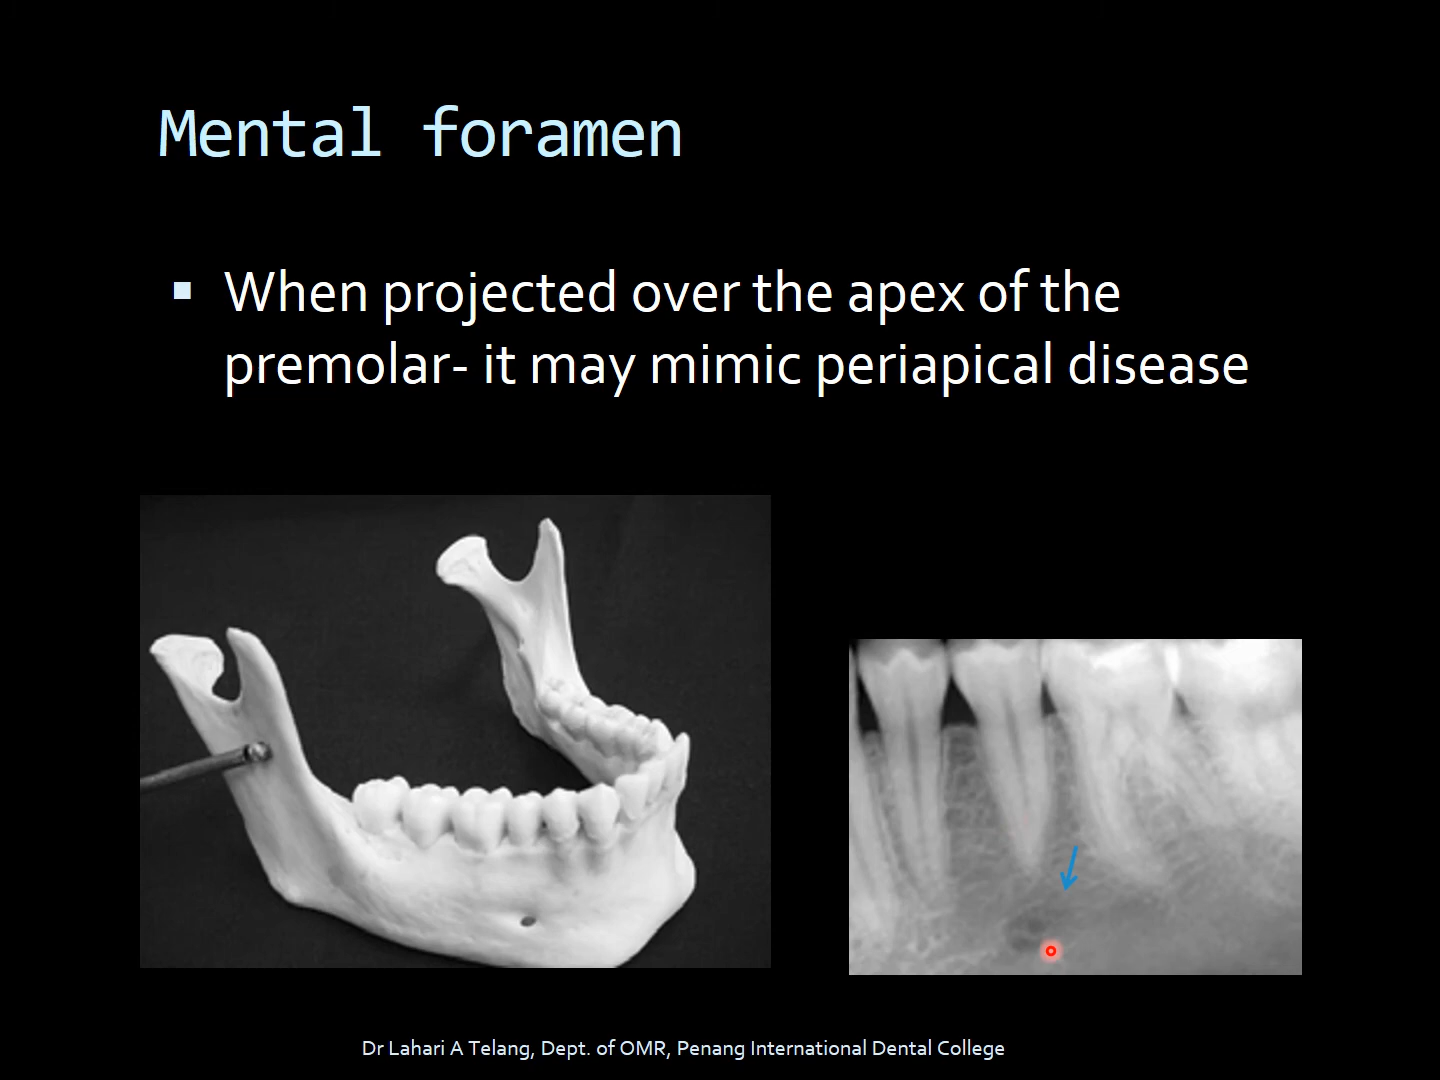 Mental foramen
▪ When projected over the apex of the
premolar- it may mimic periapical disease
Dr Lahari A Telang, Dept. of OMR, Penang International Dental College